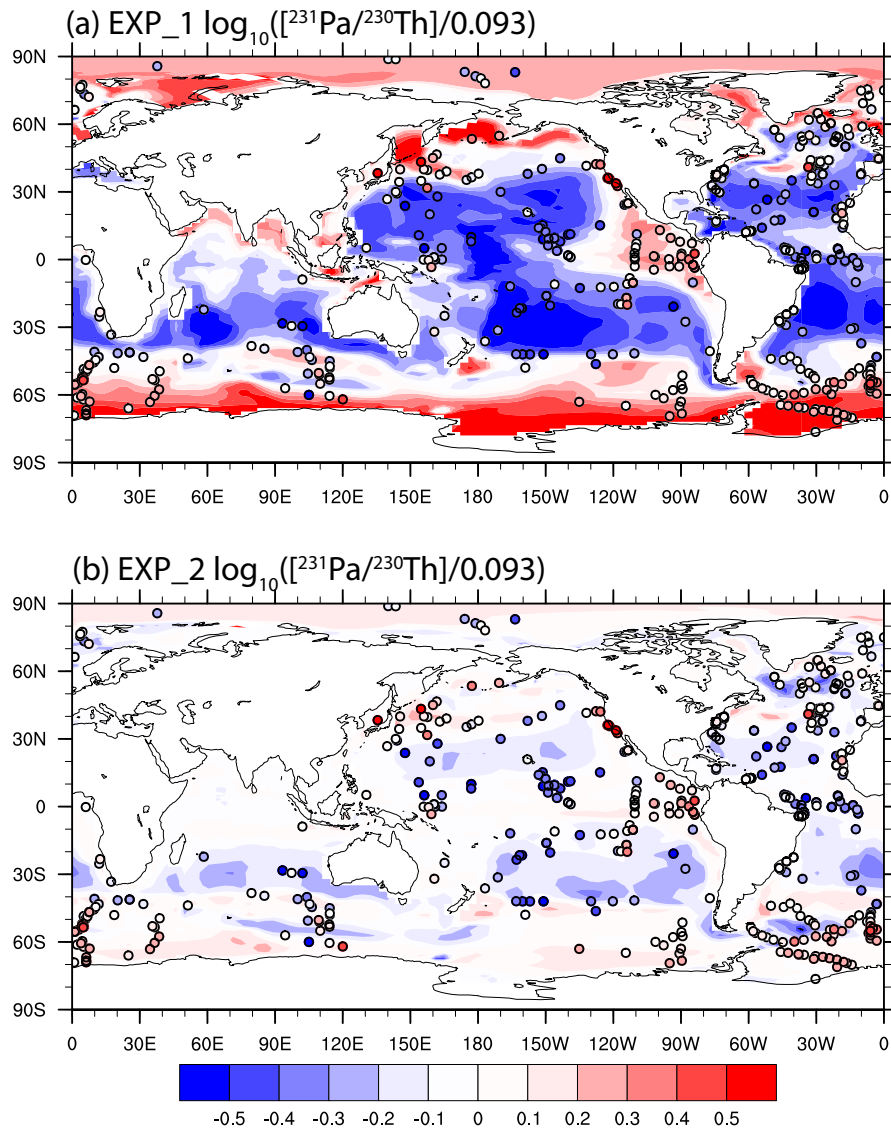 (a) EXP_1 log₁₀([²³¹Pa/²³⁰Th]/0.093)
90N
60N
30N
0
30S
60S
90S
0 30E 60E 90E 120E 150E 180 150W 120W 90W 60W 30W 0
(b) EXP_2 log₁₀([²³¹Pa/²³⁰Th]/0.093)
90N
60N
30N
0
30S
60S
90S
0 30E 60E 90E 120E 150E 180 150W 120W 90W 60W 30W 0
-0.5 -0.4 -0.3 -0.2 -0.1 0 0.1 0.2 0.3 0.4 0.5